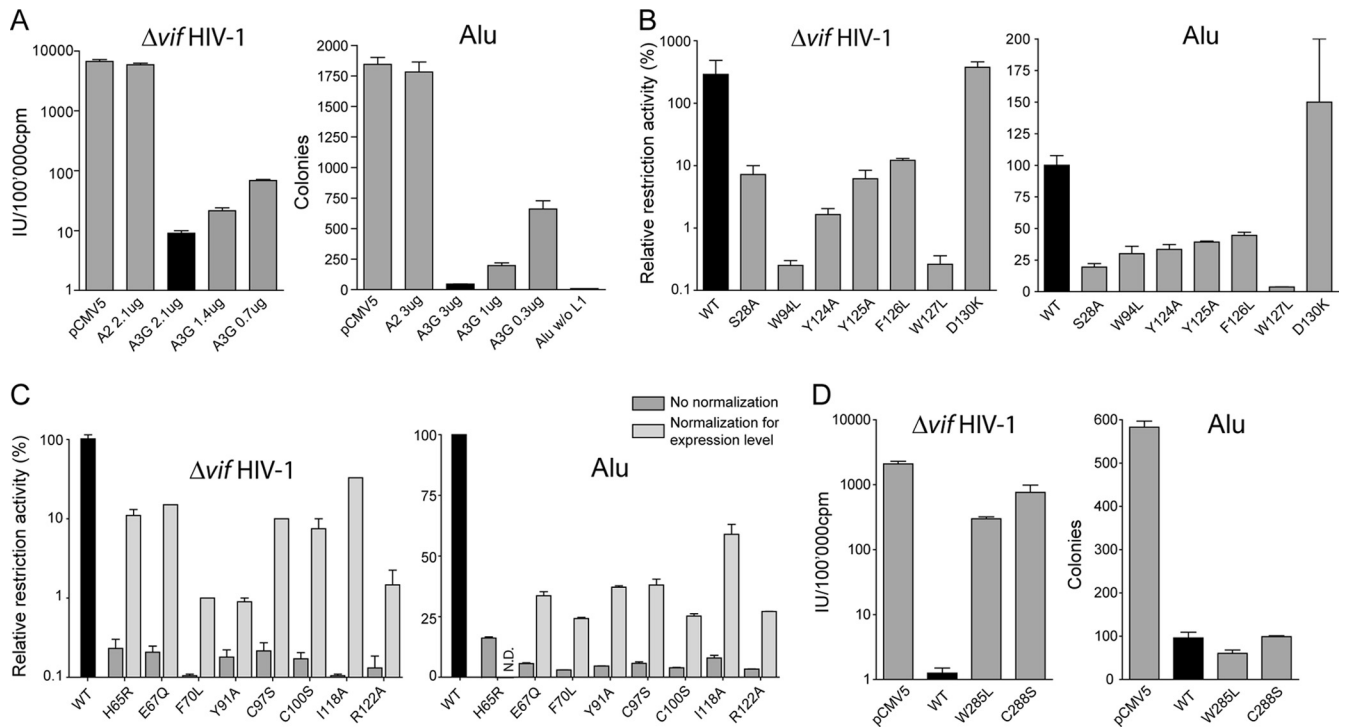 A
Δvif HIV-1
IU/100'000cpm
10000
1000
100
10
1
pCMV5
A2 2.1ug
A3G 2.1ug
A3G 1.4ug
A3G 0.7ug
Alu
Colonies
2000
1750
1500
1250
1000
750
500
250
0
pCMV5
A2 3ug
A3G 3ug
A3G 1ug
A3G 0.3ug
Alu w/o L1
B
Δvif HIV-1
Relative restriction activity (%)
1000
100
10
1
0.1
WT
S28A
W94L
Y124A
Y125A
F126L
W127L
D130K
Alu
200
175
150
125
100
75
50
25
0
WT
S28A
W94L
Y124A
Y125A
F126L
W127L
D130K
C
No normalization
Normalization for
expression level
Δvif HIV-1
Relative restriction activity (%)
100
10
1
0.1
WT
H65R
E67Q
F70L
Y91A
C97S
C100S
I118A
R122A
Alu
100
75
50
25
0
N.D.
WT
H65R
E67Q
F70L
Y91A
C97S
C100S
I118A
R122A
D
Δvif HIV-1
IU/100'000cpm
10000
1000
100
10
1
pCMV5
WT
W285L
C288S
Alu
Colonies
600
500
400
300
200
100
0
pCMV5
WT
W285L
C288S